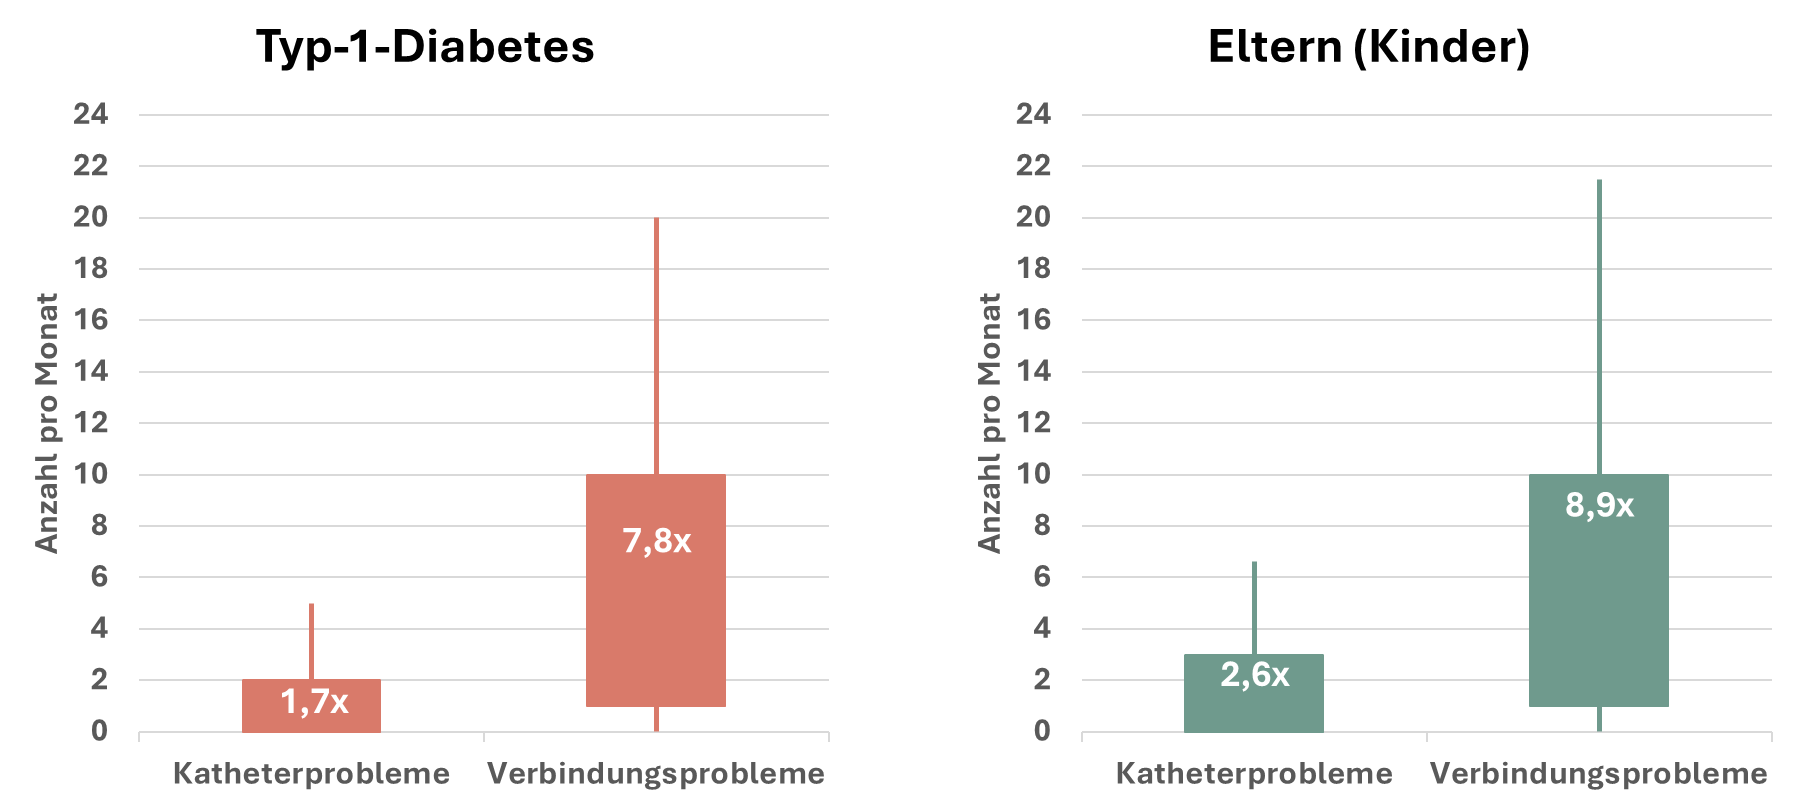 Typ-1-Diabetes
Anzahl pro Monat
24
22
20
18
16
14
12
10
8
6
4
2
0
1,7x
7,8x
Katheterprobleme
Verbindungsprobleme
Eltern (Kinder)
Anzahl pro Monat
24
22
20
18
16
14
12
10
8
6
4
2
0
2,6x
8,9x
Katheterprobleme
Verbindungsprobleme